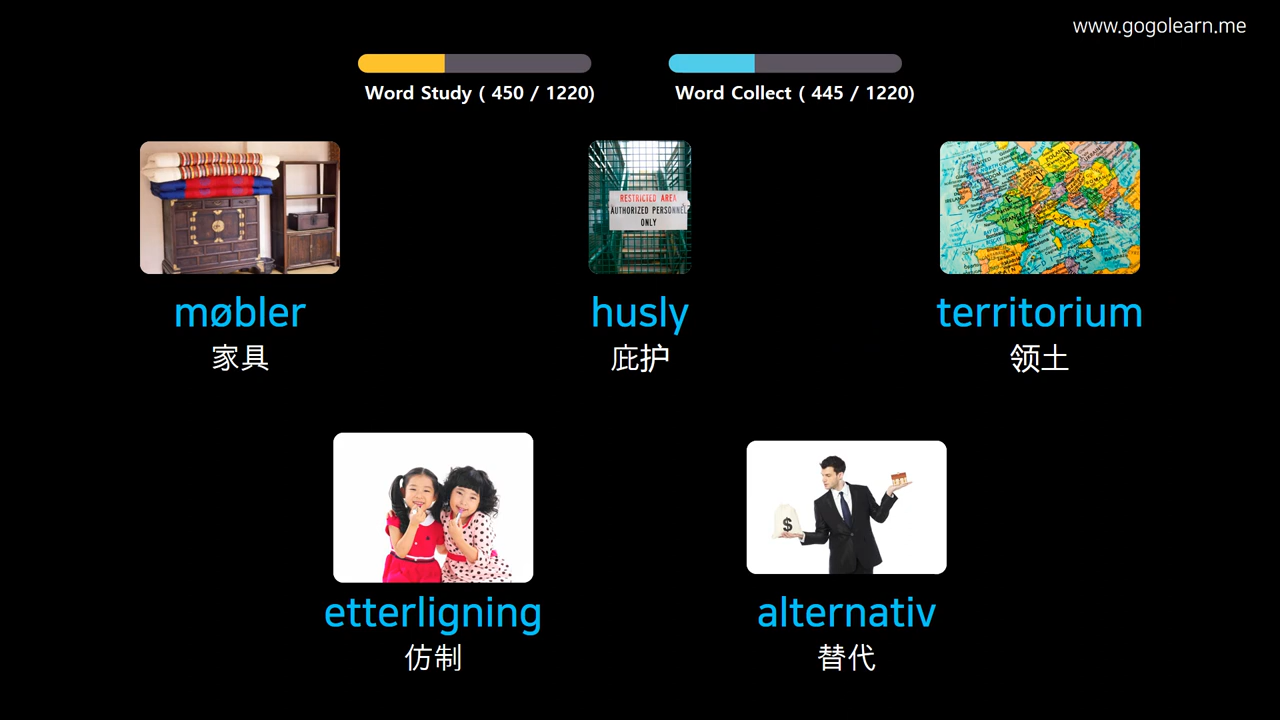 www.gogolearn.me
Word Study ( 450 / 1220)
Word Collect ( 445 / 1220)
RESTRICTED AREA
AUTHORIZED PERSONNEL
ONLY
møbler
家具
husly
庇护
territorium
领土
$
etterligning
仿制
alternativ
替代